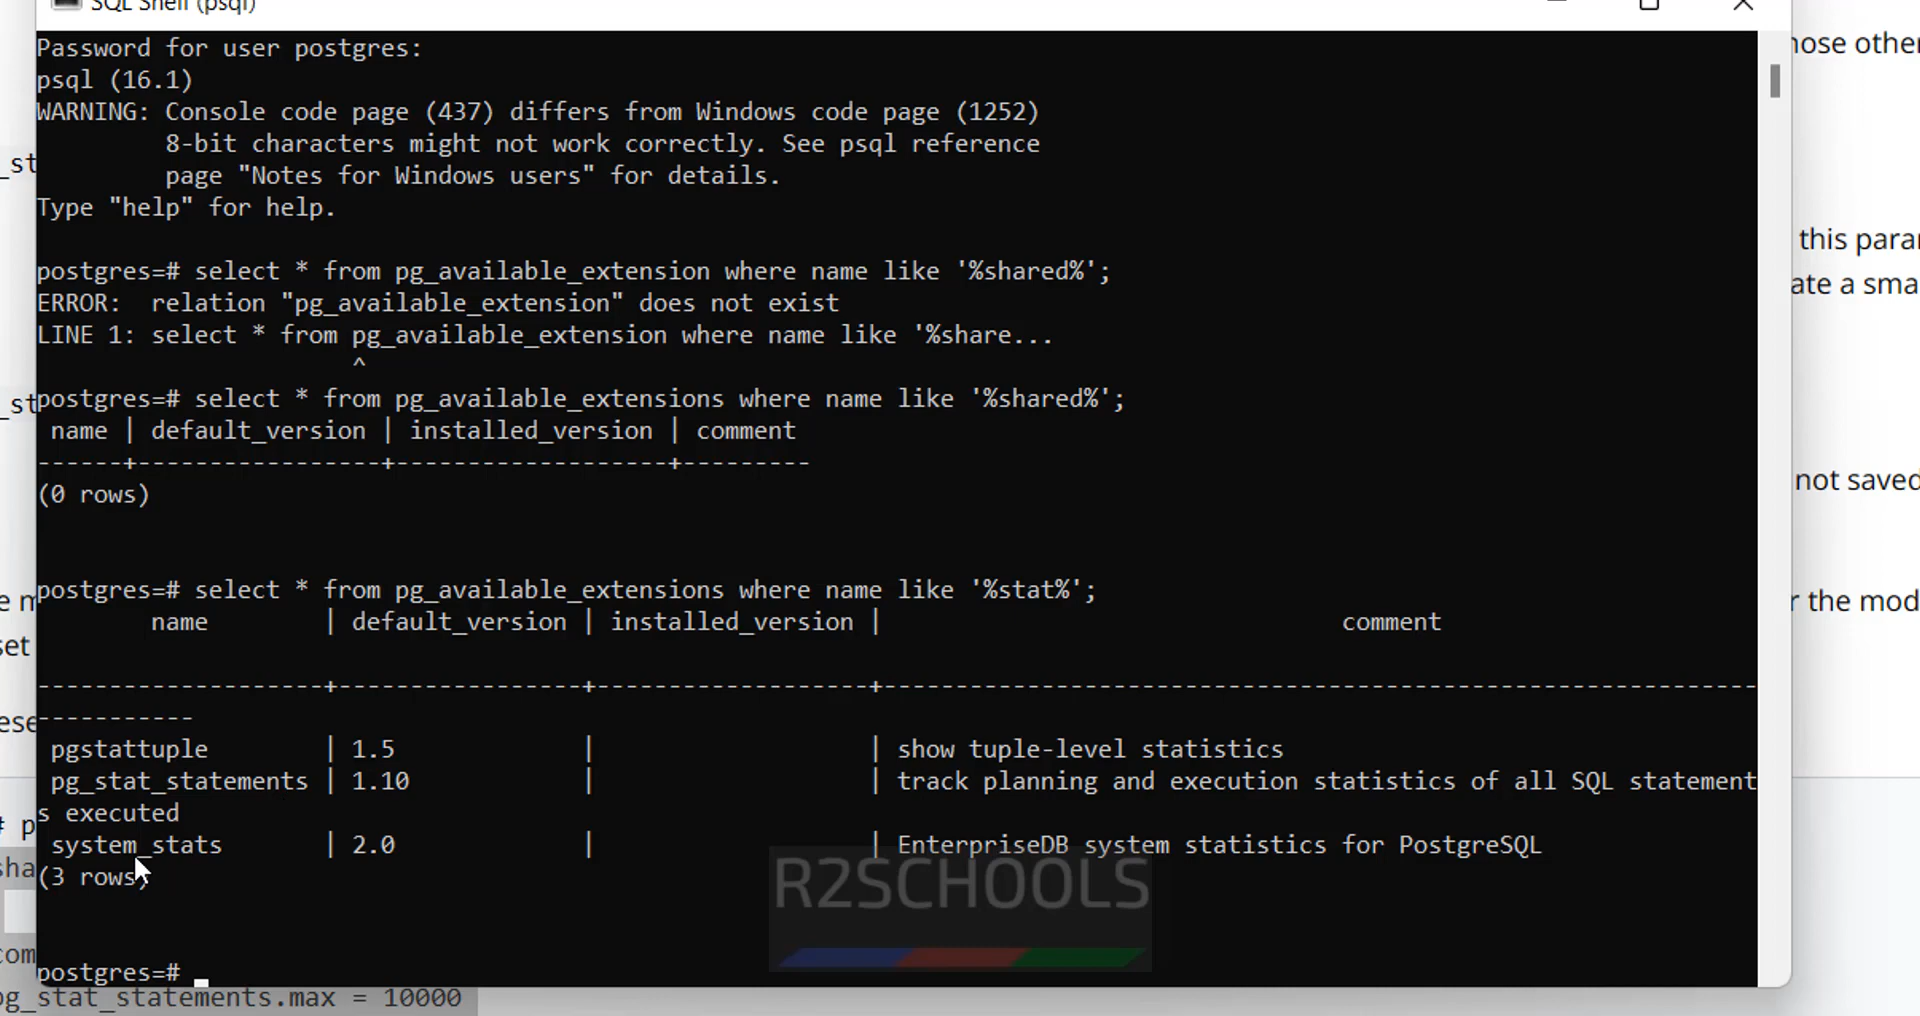 SQL Shell (psql)
Password for user postgres:
psql (16.1)
WARNING: Console code page (437) differs from Windows code page (1252)
         8-bit characters might not work correctly. See psql reference
         page "Notes for Windows users" for details.
Type "help" for help.
postgres=# select * from pg_available_extension where name like '%shared%';
ERROR:  relation "pg_available_extension" does not exist
LINE 1: select * from pg_available_extension where name like '%share...
                      ^
postgres=# select * from pg_available_extensions where name like '%shared%';
 name | default_version | installed_version | comment
------+-----------------+-------------------+---------
(0 rows)
postgres=# select * from pg_available_extensions where name like '%stat%';
        name        | default_version | installed_version |                                comment
--------------------+-----------------+-------------------+-------------------------------------------------------------
-----------
 pgstattuple        | 1.5             |                   | show tuple-level statistics
 pg_stat_statements | 1.10            |                   | track planning and execution statistics of all SQL statement
s executed
 system_stats       | 2.0             |                   | EnterpriseDB system statistics for PostgreSQL
(3 rows)
postgres=#
pg_stat_statements.max = 10000
hose other
this para
ate a sma
not saved
r the mod
_st
_st
e m
set
ese
# p
sha
com
R2SCHOOLS